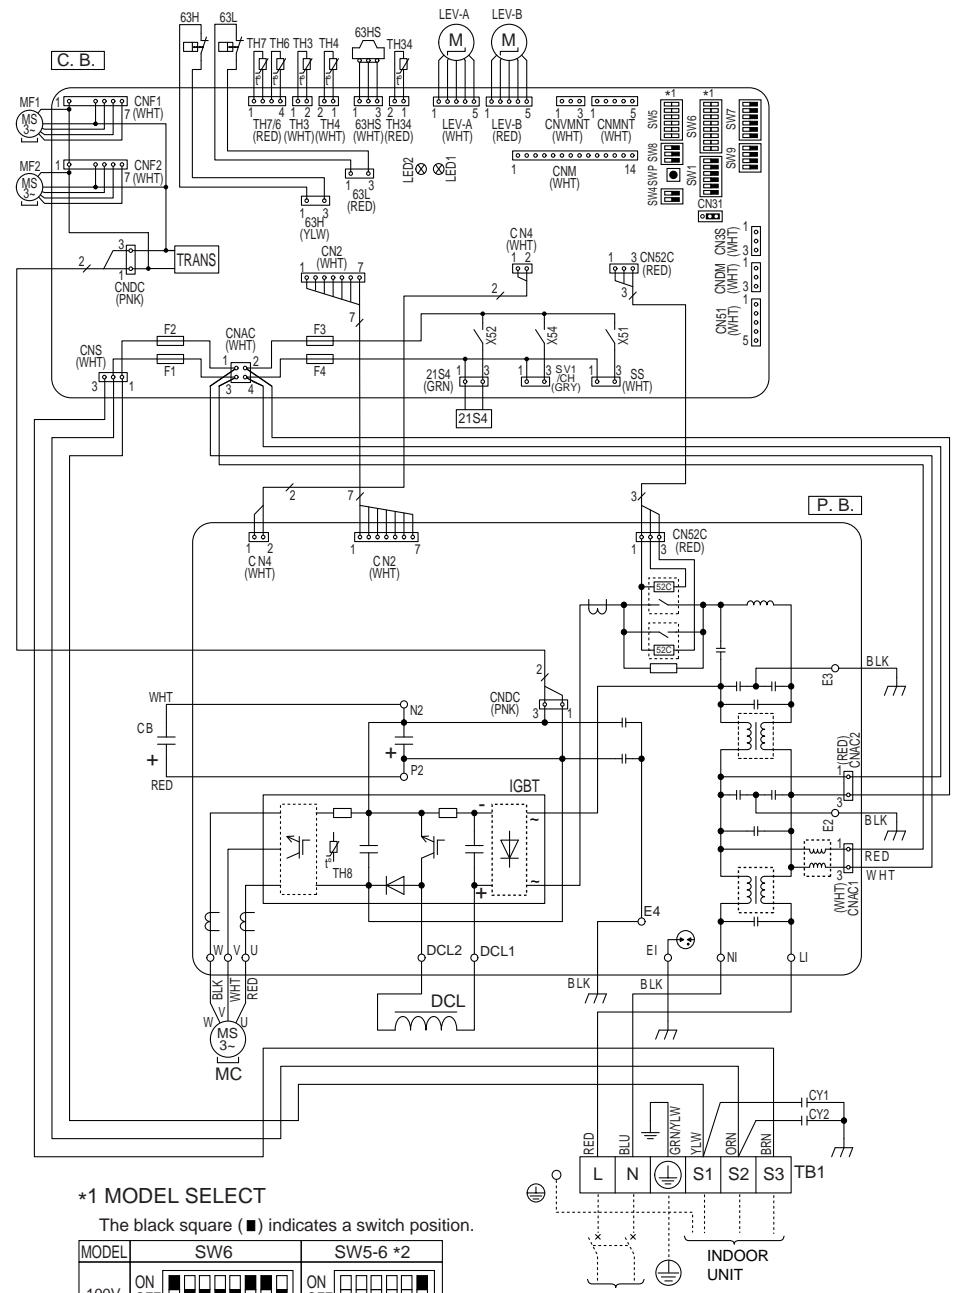 63H 63L
LEV-A LEV-B
63HS
TH7 TH6 TH3 TH4 TH34
M M
C. B.
MF1
MS
3~
1 7
CNF1
(WHT)
MF2
MS
3~
1 7
CNF2
(WHT)
1 4
TH7/6
(RED)
1 2
TH3
(WHT)
2 1
TH4
(WHT)
1 3
63HS
(WHT)
2 1
TH34
(RED)
1 5
LEV-A
(WHT)
1 5
LEV-B
(RED)
1 3
CNVMNT
(WHT)
1 5
CNMNT
(WHT)
1 14
CNM
(WHT)
LED2 LED1
*1 *1
SW5 SW6 SW7
SW8 SW9
SWP SW1
SW4
CN31
1 3
63L
(RED)
1 3
63H
(YLW)
3
1
CNDC
(PNK)
2
TRANS
CN2
(WHT)
1 7
7
CN4
(WHT)
1 2
2
1 3 CN52C
(RED)
3
1
3
CN3S
(WHT)
1
3
CNDM
(WHT)
1
5
CN51
(WHT)
CNS
(WHT)
3 1
F2
F1
CNAC
(WHT)
1 2
3 4
F3
F4
X52 X54 X51
21S4
(GRN)
1 3
1 3
SV1
/CH
(GRY)
1 3
SS
(WHT)
21S4
2
7
3
P. B.
1 2
CN4
(WHT)
1 7
CN2
(WHT)
1 3
CN52C
(RED)
52C
52C
E3
BLK
2
CNDC
(PNK)
3 1
WHT
CB
+
RED
N2
+
P2
IGBT
TH8
-
~
+
~
1
3
(RED)
CNAC2
E2
BLK
1
3
RED
WHT
(WHT)
CNAC1
E4
W V U
DCL2 DCL1
EI
NI
LI
BLK WHT RED
W V U
MS
3~
MC
DCL
BLK
BLK
RED BLU GRN/YLW YLW ORN BRN
CY1
CY2
L N S1 S2 S3 TB1
INDOOR
UNIT
*1 MODEL SELECT
The black square (■) indicates a switch position.
MODEL SW6 SW5-6 *2
ON ON